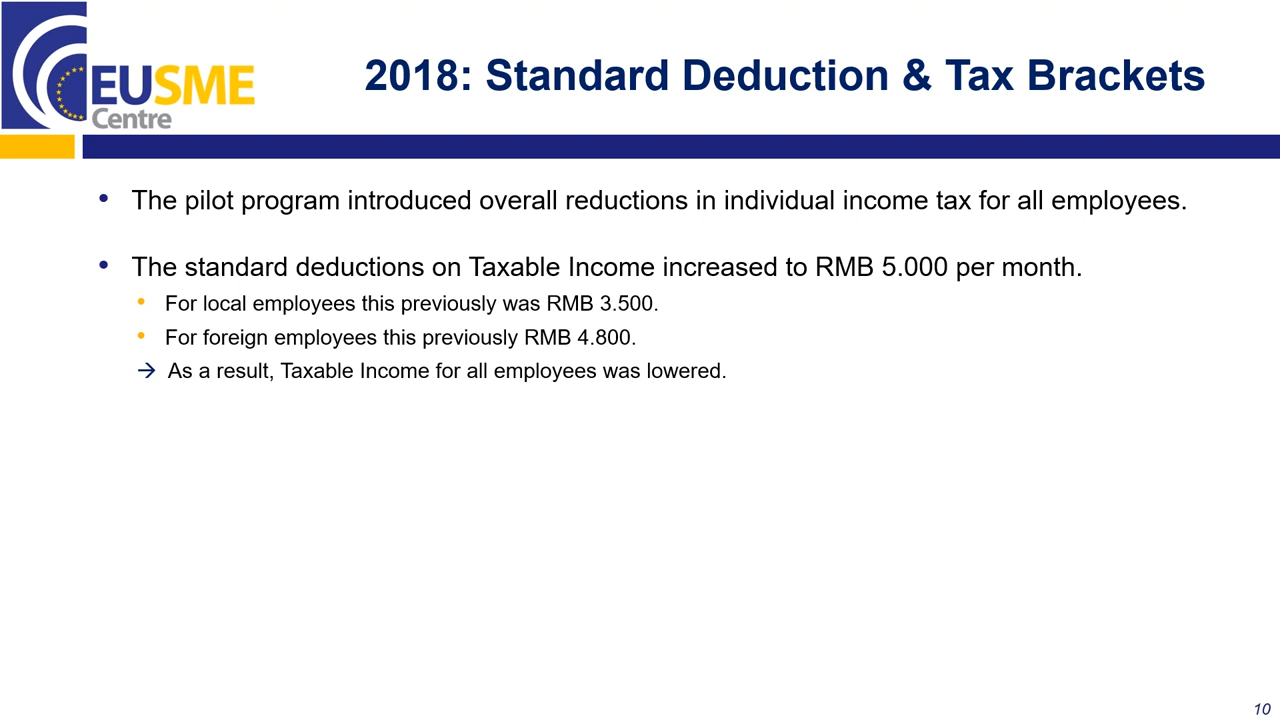 EUSME
Centre
2018: Standard Deduction & Tax Brackets
• The pilot program introduced overall reductions in individual income tax for all employees.
• The standard deductions on Taxable Income increased to RMB 5.000 per month.
• For local employees this previously was RMB 3.500.
• For foreign employees this previously RMB 4.800.
→ As a result, Taxable Income for all employees was lowered.
10